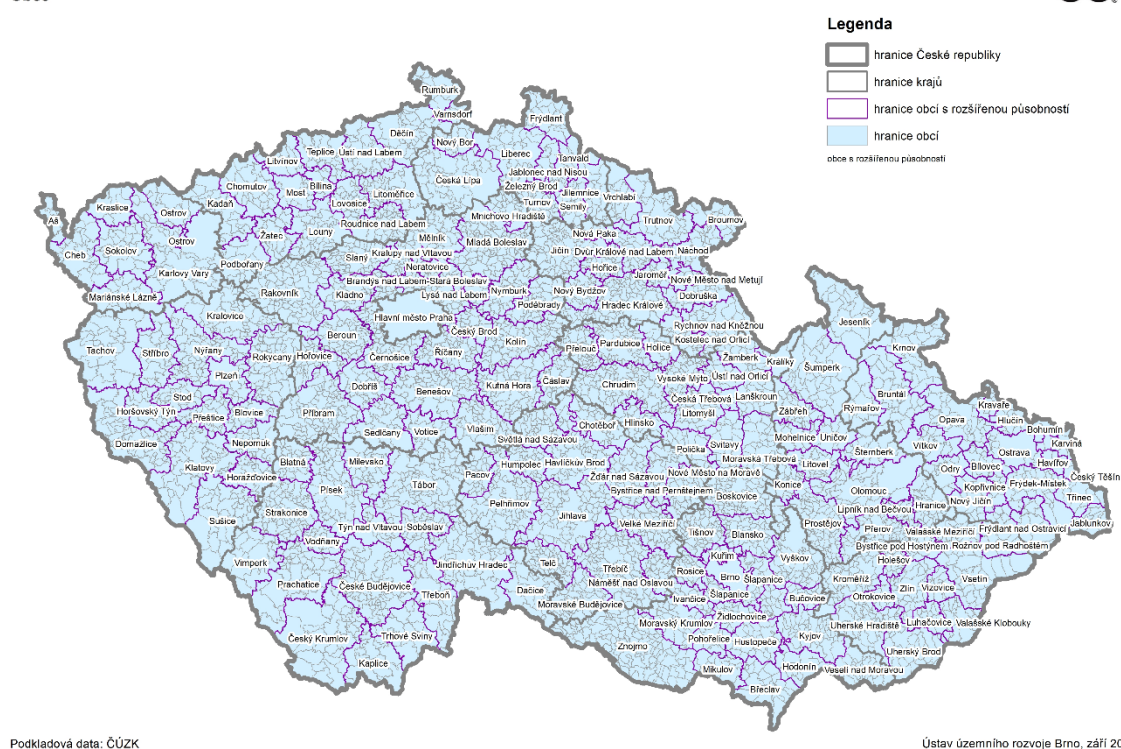 Legenda
hranice České republiky
hranice krajů
hranice obcí s rozšířenou působností
hranice obcí
obce s rozšířenou působností
Rumburk
Varnsdorf
Frýdlant
Děčín
Nový Bor
Liberec
Tanvald
Litvínov
Teplice
Ústí nad Labem
Jablonec nad Nisou
Česká Lípa
Železný Brod
Jilemnice
Chomutov
Most
Bílina
Litoměřice
Turnov
Semily
Vrchlabí
Kraslice
Ostrov
Kadaň
Lovosice
Mnichovo Hradiště
Trutnov
Broumov
Aš
Louny
Roudnice nad Labem
Žatec
Mělník
Nová Paka
Sokolov
Ostrov
Mladá Boleslav
Jičín
Dvůr Králové nad Labem
Náchod
Cheb
Podbořany
Slaný
Kralupy nad Vltavou
Neratovice
Hořice
Jaroměř
Nové Město nad Metují
Karlovy Vary
Brandýs nad Labem-Stará Boleslav
Mariánské Lázně
Rakovník
Kladno
Lysá nad Labem
Nymburk
Nový Bydžov
Dobruška
Poděbrady
Hradec Králové
Kralovice
Hlavní město Praha
Rychnov nad Kněžnou
Jeseník
Beroun
Český Brod
Kostelec nad Orlicí
Tachov
Stříbro
Nýřany
Rokycany
Hořovice
Černošice
Říčany
Kolín
Přelouč
Pardubice
Holice
Žamberk
Králíky
Krnov
Plzeň
Dobříš
Benešov
Kutná Hora
Čáslav
Chrudim
Vysoké Mýto
Ústí nad Orlicí
Šumperk
Bruntál
Stod
Česká Třebová
Lanškroun
Horšovský Týn
Přeštice
Blovice
Příbram
Litomyšl
Zábřeh
Rýmařov
Kravaře
Sedlčany
Votice
Vlašim
Chotěboř
Hlinsko
Opava
Hlučín
Bohumín
Domažlice
Nepomuk
Světlá nad Sázavou
Polička
Svitavy
Mohelnice
Uničov
Vítkov
Karviná
Klatovy
Blatná
Milevsko
Humpolec
Havlíčkův Brod
Moravská Třebová
Šternberk
Ostrava
Horažďovice
Pacov
Žďár nad Sázavou
Nové Město na Moravě
Litovel
Odry
Bílovec
Havířov
Písek
Tábor
Konice
Kopřivnice
Frýdek-Místek
Český Těšín
Pelhřimov
Bystřice nad Pernštejnem
Boskovice
Olomouc
Nový Jičín
Třinec
Sušice
Strakonice
Jihlava
Lipník nad Bečvou
Hranice
Týn nad Vltavou
Soběslav
Velké Meziříčí
Prostějov
Přerov
Valašské Meziříčí
Frýdlant nad Ostravicí
Jablunkov
Vodňany
Tišnov
Blansko
Bystřice pod Hostýnem
Rožnov pod Radhoštěm
Vimperk
Jindřichův Hradec
Telč
Třebíč
Kuřim
Vyškov
Holešov
Prachatice
České Budějovice
Třeboň
Dačice
Náměšť nad Oslavou
Rosice
Brno
Šlapanice
Kroměříž
Zlín
Vizovice
Vsetín
Moravské Budějovice
Ivančice
Šlapanice
Bučovice
Otrokovice
Český Krumlov
Trhové Sviny
Moravský Krumlov
Židlochovice
Uherské Hradiště
Luhačovice
Valašské Klobouky
Znojmo
Pohořelice
Hustopeče
Kyjov
Uherský Brod
Kaplice
Mikulov
Hodonín
Veselí nad Moravou
Břeclav
Podkladová data: ČÚZK
Ústav územního rozvoje Brno, září 20